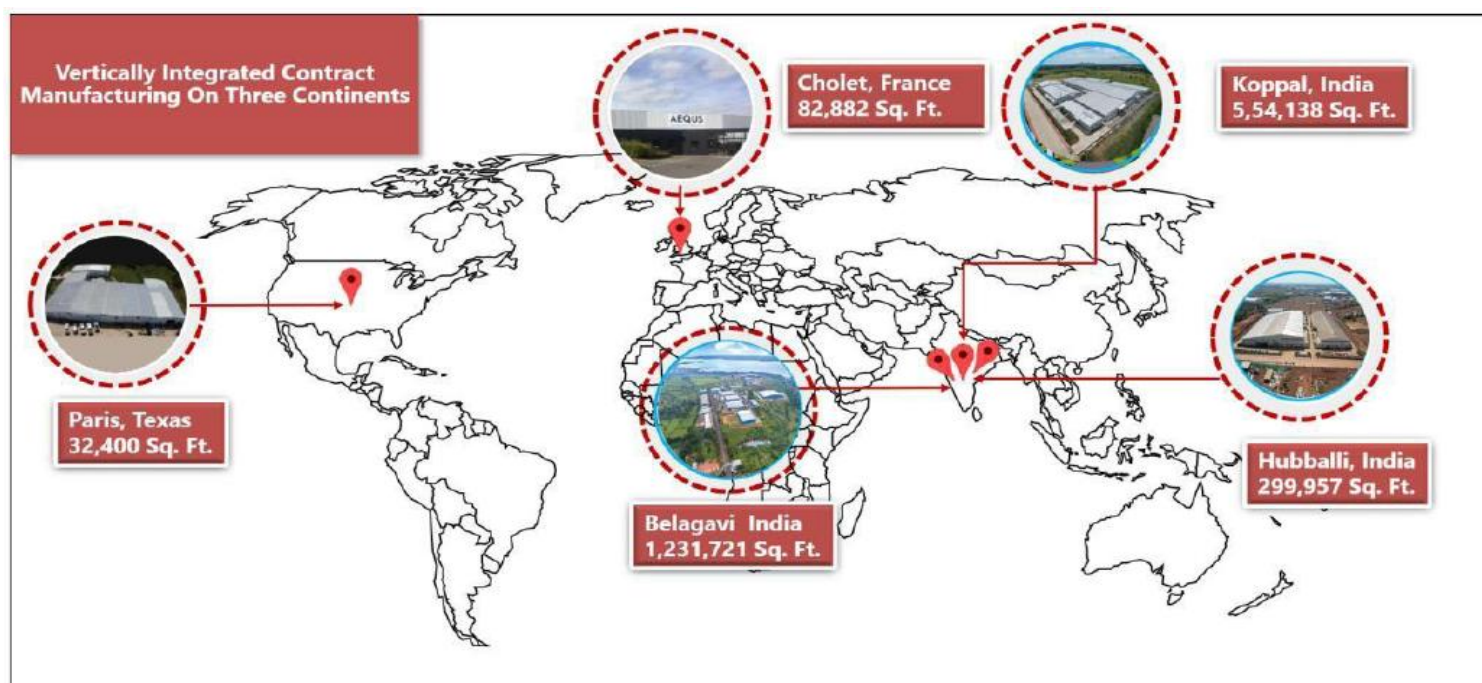 Vertically Integrated Contract
Manufacturing On Three Continents
AEQUS
Cholet, France
82,882 Sq. Ft.
Koppal, India
5,54,138 Sq. Ft.
Paris, Texas
32,400 Sq. Ft.
Belagavi  India
1,231,721 Sq. Ft.
Hubballi, India
299,957 Sq. Ft.